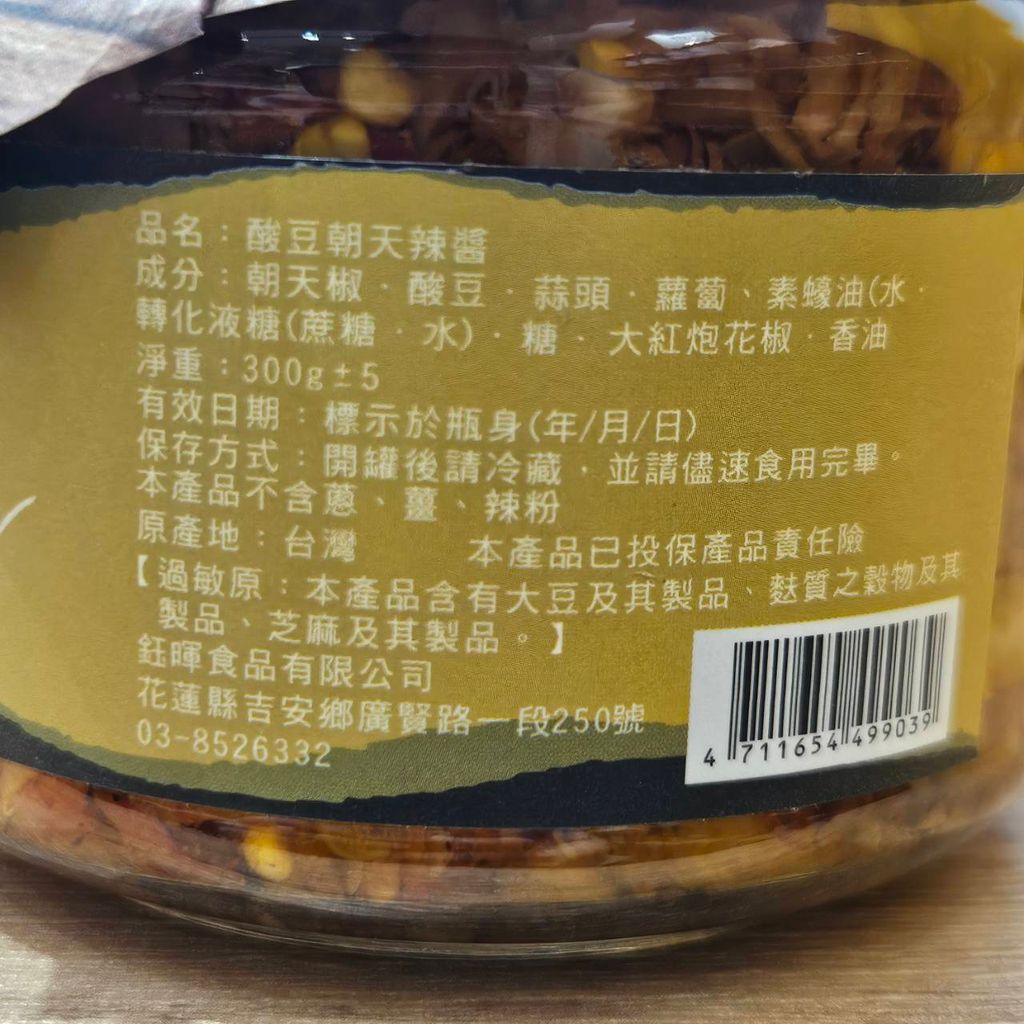 品名：酸豆朝天辣醬
成分：朝天椒、酸豆、蒜頭、蘿蔔、素蠔油(水、
轉化液糖(蔗糖、水)、糖、大紅炮花椒、香油
淨重：300g±5
有效日期：標示於瓶身(年/月/日)
保存方式：開罐後請冷藏，並請儘速食用完畢。
本產品不含蔥、薑、辣粉
原產地：台灣 本產品已投保產品責任險
【過敏原：本產品含有大豆及其製品、麩質之穀物及其
製品、芝麻及其製品。】
鈺暉食品有限公司
花蓮縣吉安鄉廣賢路一段250號
03-8526332
4 711654 499039